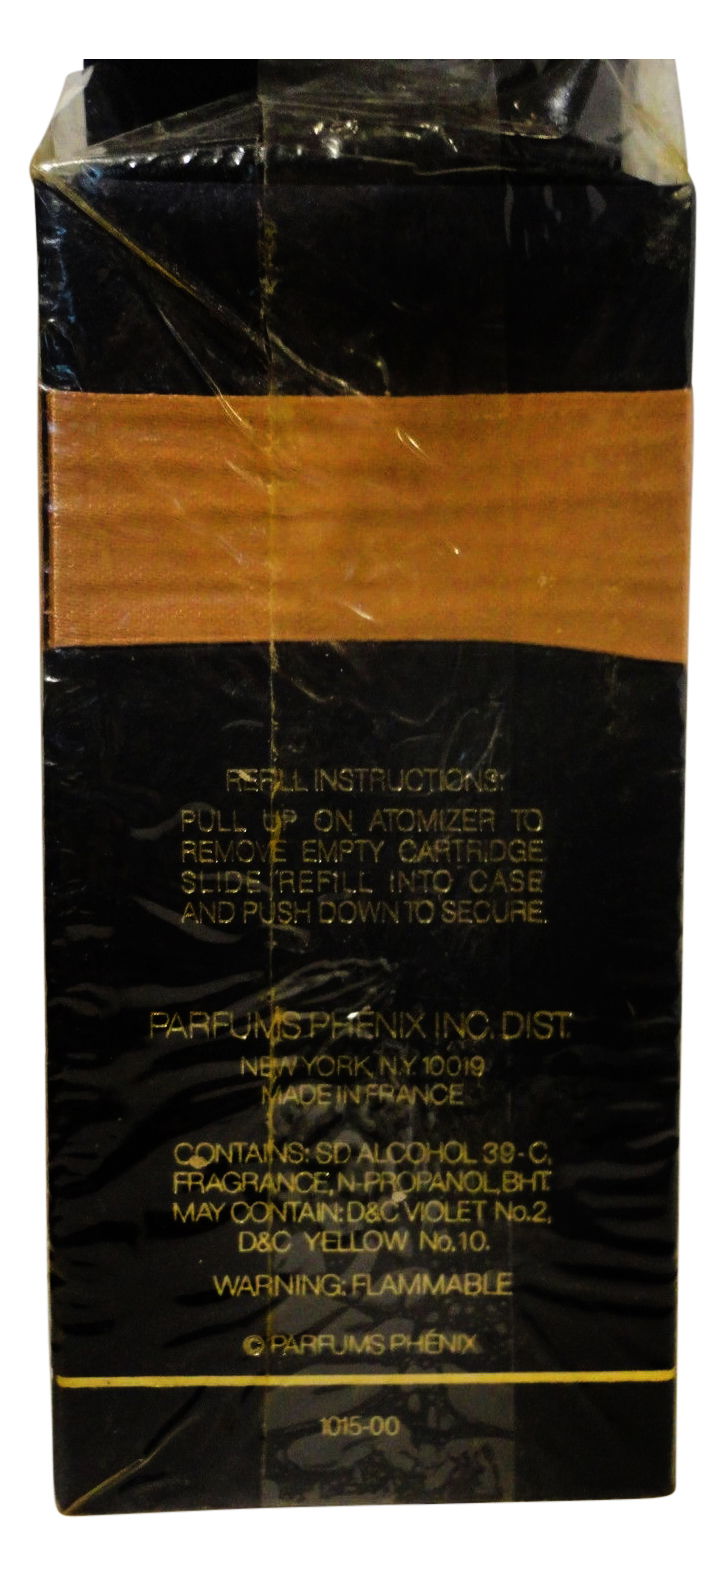 REFILL INSTRUCTIONS:
PULL UP ON ATOMIZER TO
REMOVE EMPTY CARTRIDGE
SLIDE REFILL INTO CASE
AND PUSH DOWN TO SECURE.
PARFUMS PHÉNIX INC. DIST.
NEW YORK, N.Y. 10019
MADE IN FRANCE
CONTAINS: SD ALCOHOL 39-C,
FRAGRANCE, N-PROPANOL, BHT.
MAY CONTAIN: D&C VIOLET No.2,
D&C YELLOW No.10.
WARNING: FLAMMABLE
© PARFUMS PHÉNIX
1015-00